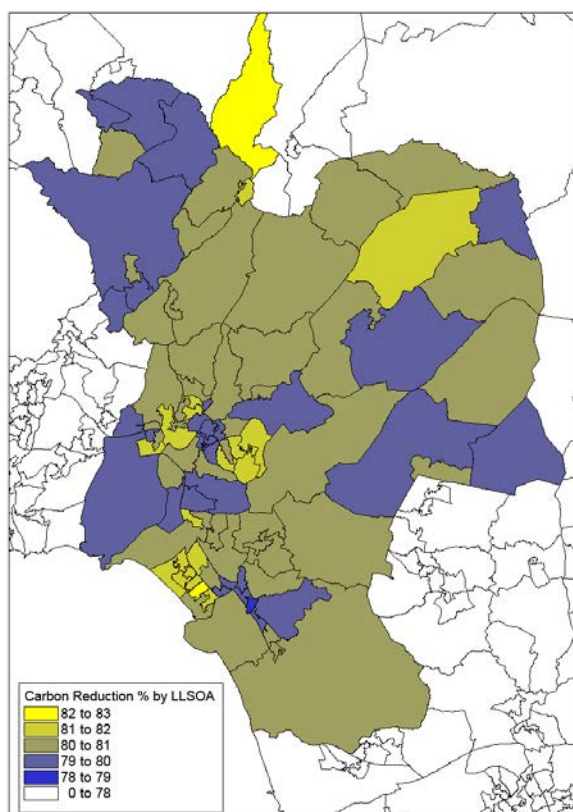 Carbon Reduction % by LLSOA
82 to 83
81 to 82
80 to 81
79 to 80
78 to 79
0 to 78